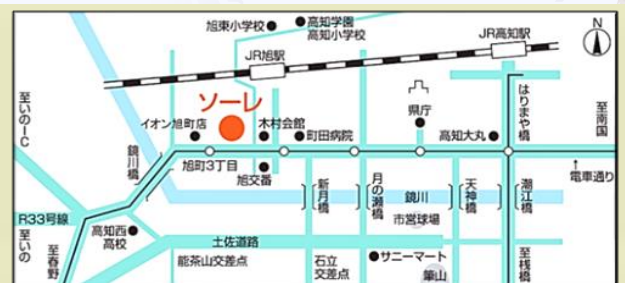 旭東小学校
高知学園
高知小学校
N
JR高知駅
JR旭駅
至いのIC
ソーレ
イオン旭町店
木村会館
町田病院
県庁
高知大丸
はりまや橋
至南国
鏡川橋
旭町3丁目
旭交番
↑
電車通り
新月橋
月の瀬橋
鏡川
市営球場
天神橋
潮江橋
R33号線
至いの
至春野
高知西
高校
土佐道路
能茶山交差点
石立
交差点
サニーマート
筆山
至桟橋